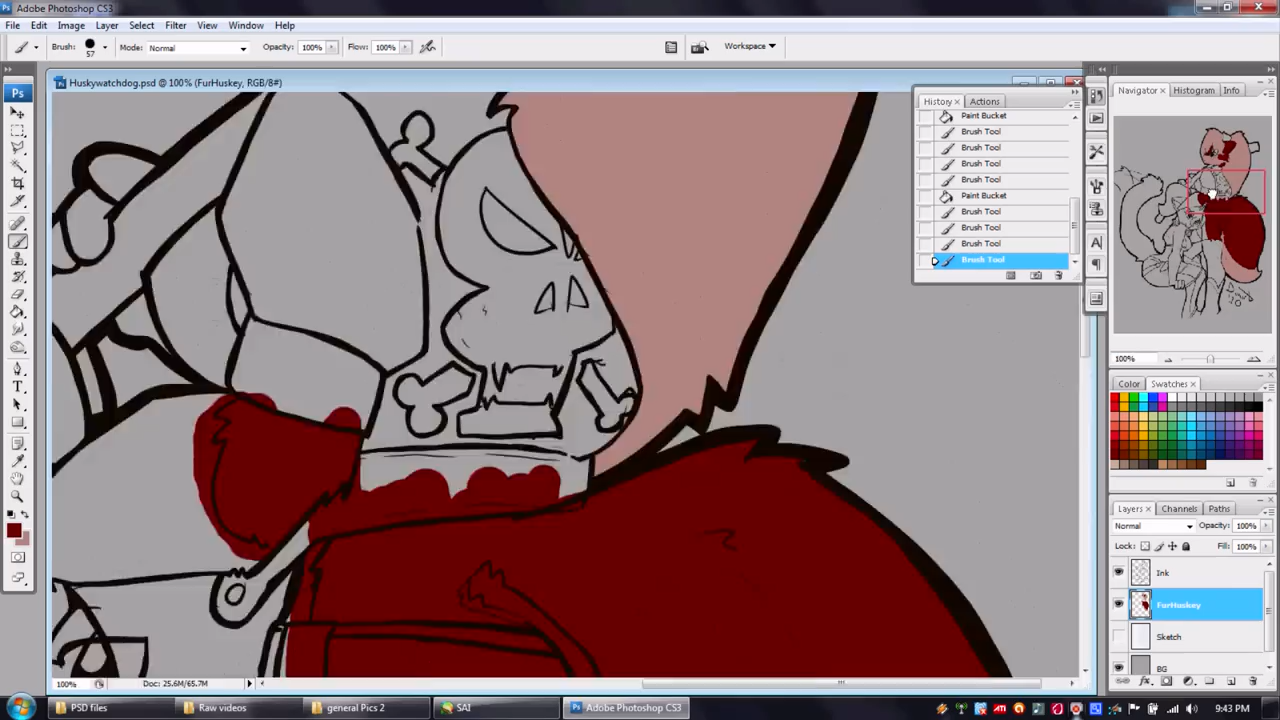 Adobe Photoshop CS3
File Edit Image Layer Select Filter View Window Help
Brush: 57 Mode: Normal Opacity: 100% Flow: 100% Workspace
Huskywatchdog.psd @ 100% (FurHuskey, RGB/8#)
Ps
History Actions
Paint Bucket
Brush Tool
Brush Tool
Brush Tool
Brush Tool
Paint Bucket
Brush Tool
Brush Tool
Brush Tool
Brush Tool
Navigator Histogram Info
100%
Color Swatches
Layers Channels Paths
Normal Opacity: 100%
Lock: Fill: 100%
Ink
FurHuskey
Sketch
BG
100% Doc: 25.6M/65.7M
PSD files Raw videos general Pics 2 SAI Adobe Photoshop CS3 9:43 PM